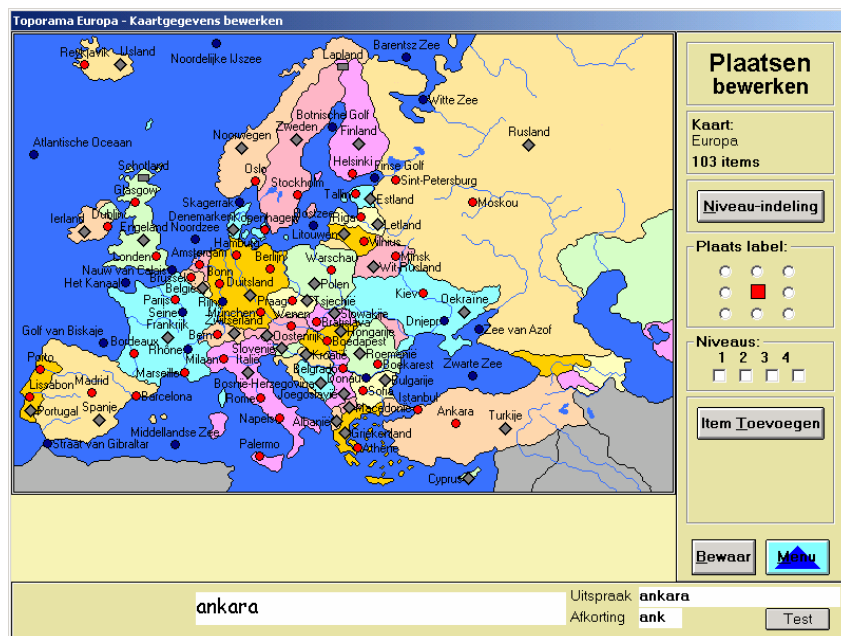 Toporama Europa - Kaartgegevens bewerken
Reykjavik IJsland
Noordelijke IJszee
Lapland
Barentsz Zee
Witte Zee
Botnische Golf
Noorwegen
Zweden
Finland
Rusland
Atlantische Oceaan
Schotland
Oslo
Helsinki
Finse Golf
Sint-Petersburg
Glasgow
Stockholm
Tallin
Estland
Moskou
Skagerrak
Ierland
Dublin
Engeland
Denemarken
Kopenhagen
Oostzee
Riga
Letland
Noordzee
Litouwen
Vilnius
Londen
Amsterdam
Hamburg
Berlijn
Warschau
Minsk
Wit-Rusland
Nauw van Calais
Het Kanaal
Brussel
Bonn
België
Duitsland
Polen
Kiev
Oekraine
Parijs
Rijn
Praag
Tsjechië
Seine
München
Wenen
Slowakije
Bratislava
Dnjepr
Zee van Azof
Golf van Biskaje
Frankrijk
Zwitserland
Bern
Oostenrijk
Hongarije
Boedapest
Bordeaux
Rhône
Slovenië
Milaan
Italië
Kroatië
Roemenië
Boekarest
Porto
Marseille
Belgrado
Donau
Zwarte Zee
Lissabon
Madrid
Bosnie-Herzegovina
Joegoslavië
Bulgarije
Sofia
Portugal
Spanje
Barcelona
Rome
Macedonie
Istanbul
Ankara
Turkije
Napels
Albanië
Griekenland
Straat van Gibraltar
Middellandse Zee
Palermo
Athene
Cyprus
Plaatsen
bewerken
Kaart:
Europa
103 items
Niveau-indeling
Plaats label:
Niveaus:
1 2 3 4
Item Toevoegen
Bewaar Menu
ankara
Uitspraak ankara
Afkorting ank Test